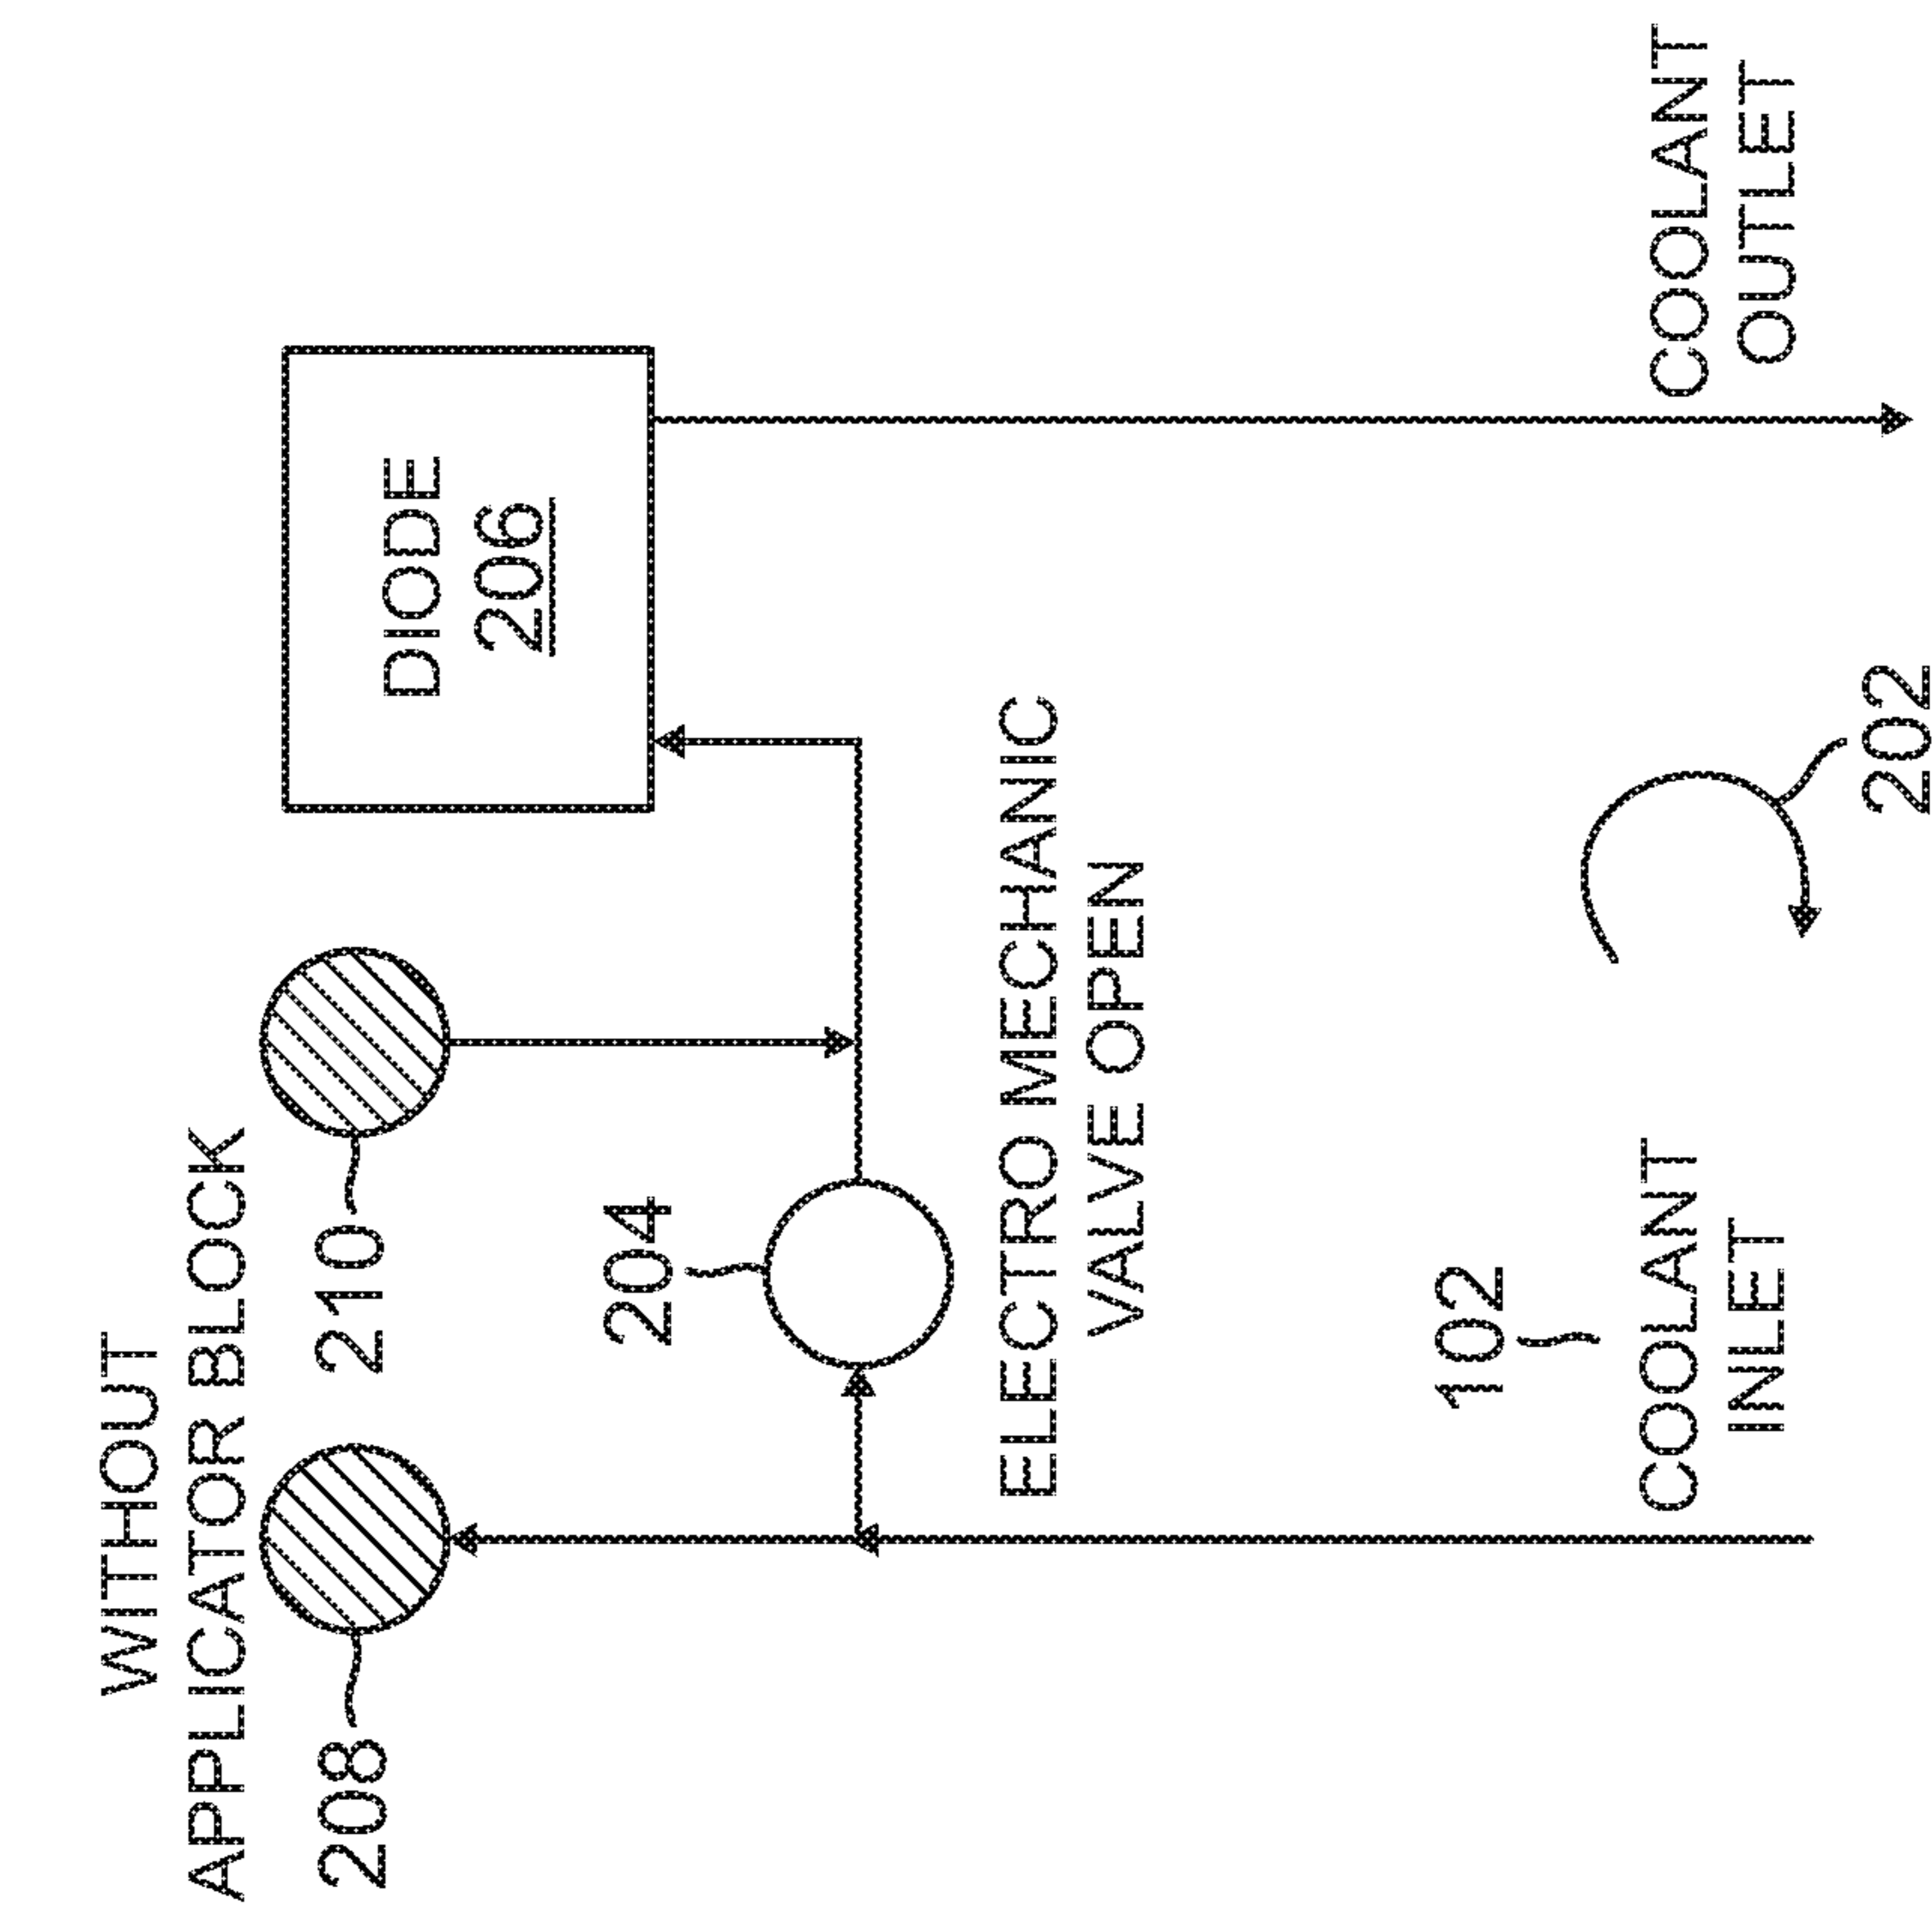 WITHOUT
APPLICATOR BLOCK
208
210
DIODE
206
204
ELECTRO MECHANIC
VALVE OPEN
102
COOLANT
INLET
202
COOLANT
OUTLET